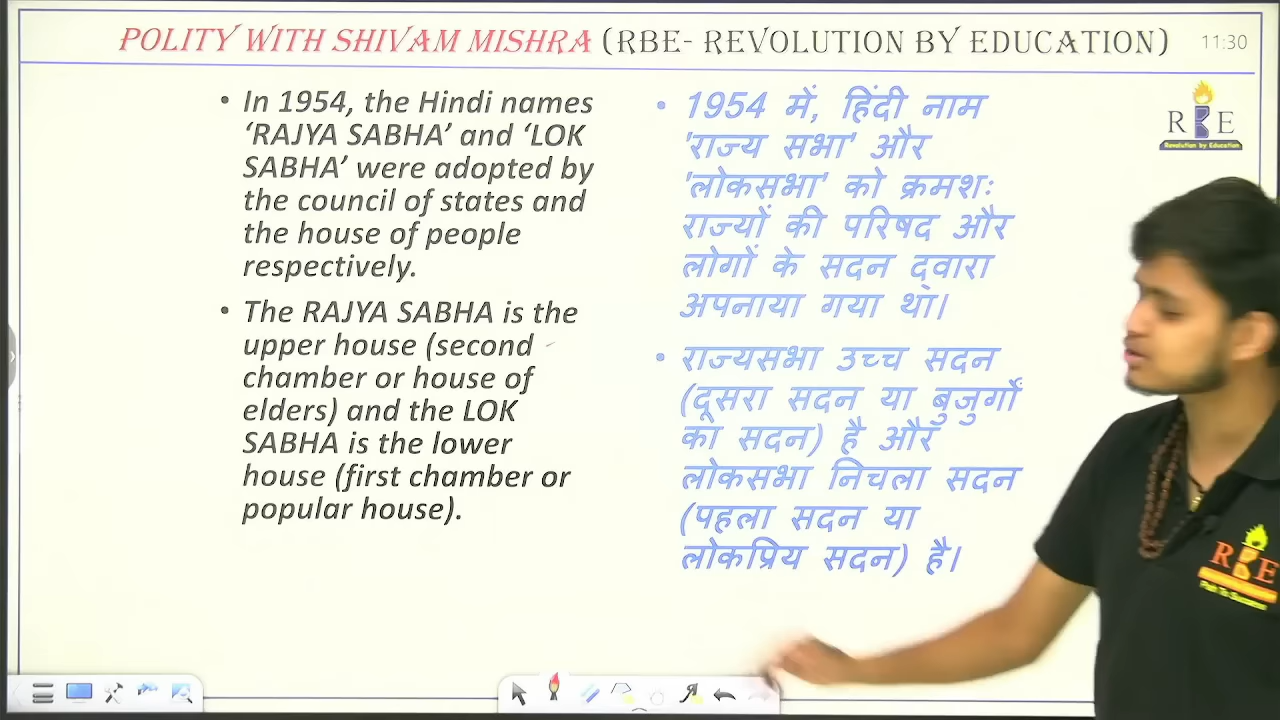 POLITY WITH SHIVAM MISHRA (RBE- REVOLUTION BY EDUCATION)
11:30
• In 1954, the Hindi names
‘RAJYA SABHA’ and ‘LOK
SABHA’ were adopted by
the council of states and
the house of people
respectively.
• The RAJYA SABHA is the
upper house (second
chamber or house of
elders) and the LOK
SABHA is the lower
house (first chamber or
popular house).
• 1954 में, हिंदी नाम
'राज्य सभा' और
'लोकसभा' को क्रमशः
राज्यों की परिषद और
लोगों के सदन द्वारा
अपनाया गया था।
• राज्यसभा उच्च सदन
(दूसरा सदन या बुजुर्गों
का सदन) है और
लोकसभा निचला सदन
(पहला सदन या
लोकप्रिय सदन) है।
RBE
Revolution by Education
RBE